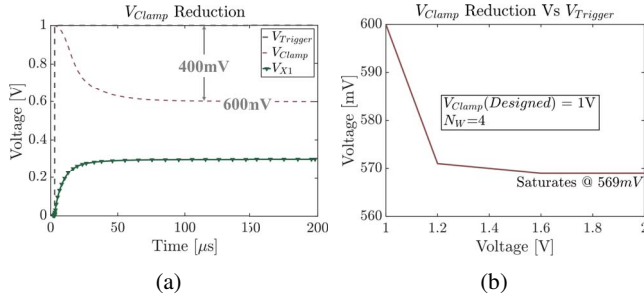 (a)
V_Clamp Reduction
V_Trigger
V_Clamp
V_X1
400mV
600mV
Voltage [V]
1
0.8
0.6
0.4
0.2
0
0 50 100 150 200
Time [μs]
(a)
(b)
V_Clamp Reduction Vs V_Trigger
V_Clamp(Designed) = 1V
N_W=4
Saturates @ 569mV
Voltage [mV]
600
590
580
570
560
1 1.2 1.4 1.6 1.8 2
Voltage [V]
(b)